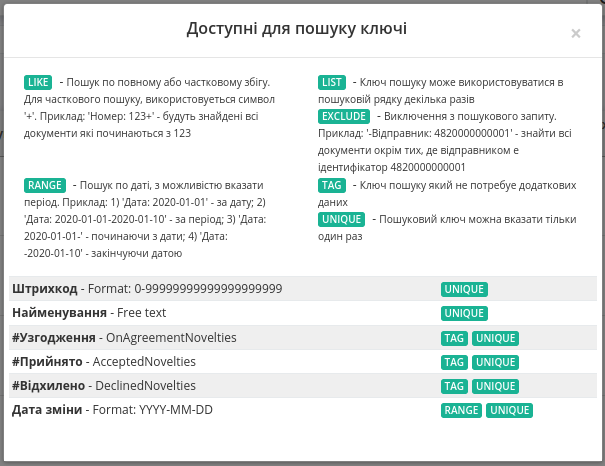 Доступні для пошуку ключі
×
LIKE - Пошук по повному або частковому збігу.
Для часткового пошуку, використовується символ
'+'. Приклад: 'Номер: 123+' - будуть знайдені всі
документи які починаються з 123
LIST - Ключ пошуку може використовуватися в
пошуковій рядку декілька разів
EXCLUDE - Виключення з пошукового запиту.
Приклад: '-Відправник: 4820000000001' - знайти всі
документи окрім тих, де відправником е
ідентифікатор 4820000000001
RANGE - Пошук по даті, з можливістю вказати
період. Приклад: 1) 'Дата: 2020-01-01' - за дату; 2)
'Дата: 2020-01-01-2020-01-10' - за період; 3) 'Дата:
2020-01-01-' - починаючи з дати; 4) 'Дата:
-2020-01-10' - закінчуючи датою
TAG - Ключ пошуку який не потребує додаткових
даних
UNIQUE - Пошуковий ключ можна вказати тільки
один раз
Штрихкод - Format: 0-99999999999999999999 UNIQUE
Найменування - Free text UNIQUE
#Узгодження - OnAgreementNovelties TAG UNIQUE
#Прийнято - AcceptedNovelties TAG UNIQUE
#Відхилено - DeclinedNovelties TAG UNIQUE
Дата зміни - Format: YYYY-MM-DD RANGE UNIQUE